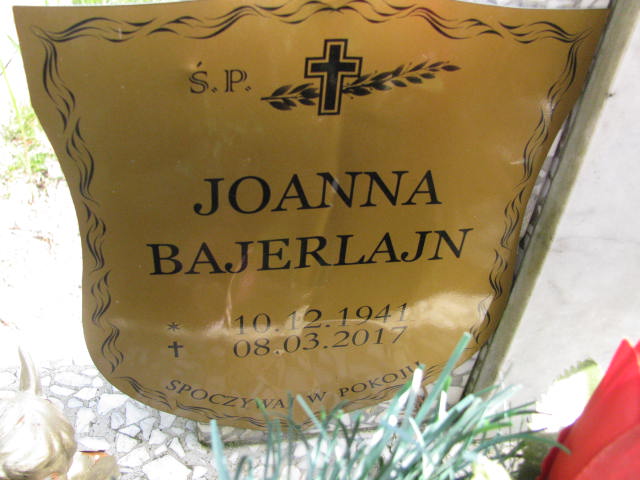 Ś.P.
JOANNA
BAJERLAJN
* 10.12.1941
✝ 08.03.2017
SPOCZYWAJ W POKOJU